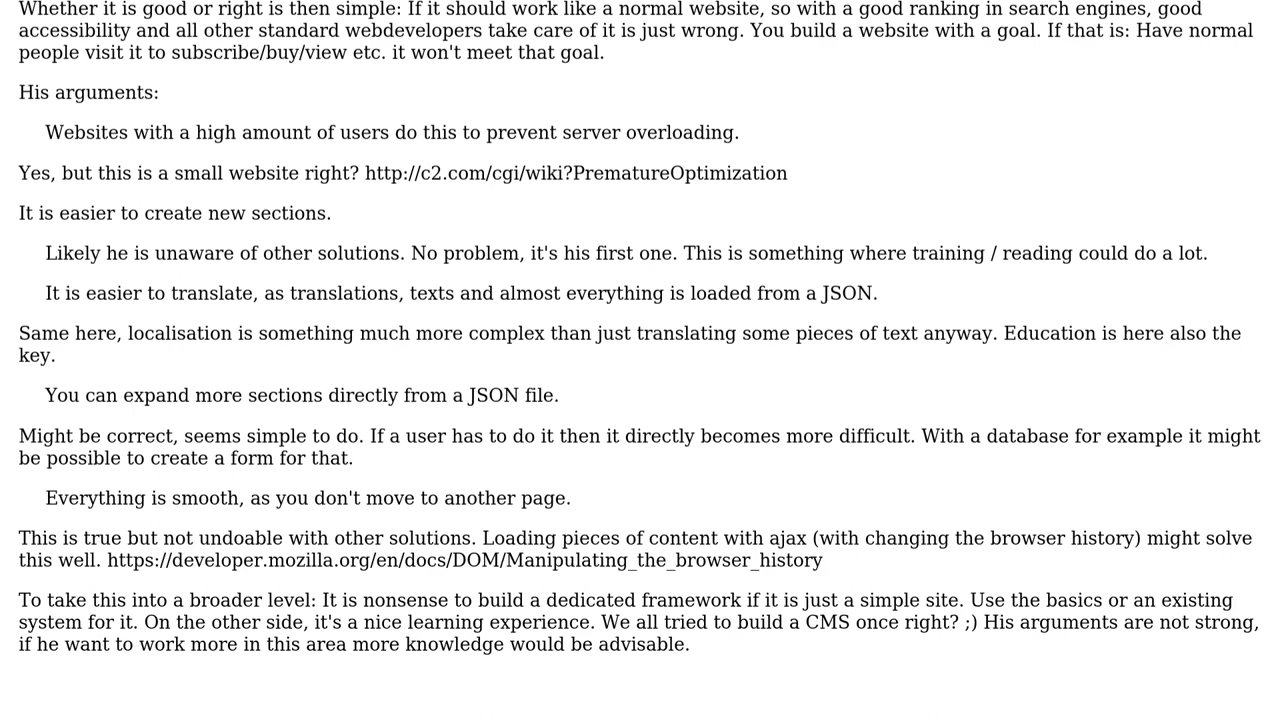 Whether it is good or right is then simple: If it should work like a normal website, so with a good ranking in search engines, good
accessibility and all other standard webdevelopers take care of it is just wrong. You build a website with a goal. If that is: Have normal
people visit it to subscribe/buy/view etc. it won't meet that goal.
His arguments:
Websites with a high amount of users do this to prevent server overloading.
Yes, but this is a small website right? http://c2.com/cgi/wiki?PrematureOptimization
It is easier to create new sections.
Likely he is unaware of other solutions. No problem, it's his first one. This is something where training / reading could do a lot.
It is easier to translate, as translations, texts and almost everything is loaded from a JSON.
Same here, localisation is something much more complex than just translating some pieces of text anyway. Education is here also the
key.
You can expand more sections directly from a JSON file.
Might be correct, seems simple to do. If a user has to do it then it directly becomes more difficult. With a database for example it might
be possible to create a form for that.
Everything is smooth, as you don't move to another page.
This is true but not undoable with other solutions. Loading pieces of content with ajax (with changing the browser history) might solve
this well. https://developer.mozilla.org/en/docs/DOM/Manipulating_the_browser_history
To take this into a broader level: It is nonsense to build a dedicated framework if it is just a simple site. Use the basics or an existing
system for it. On the other side, it's a nice learning experience. We all tried to build a CMS once right? ;) His arguments are not strong,
if he want to work more in this area more knowledge would be advisable.